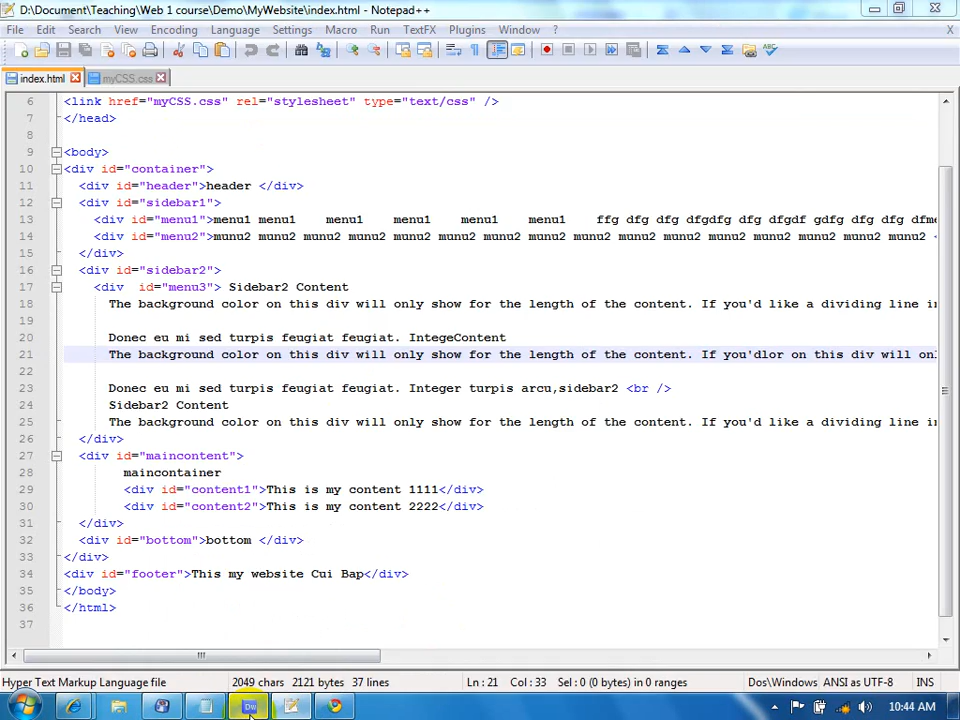 D:\Document\Teaching\Web 1 course\Demo\MyWebsite\index.html - Notepad++
File Edit Search View Encoding Language Settings Macro Run TextFX Plugins Window ? X
index.html myCSS.css
6 <link href="myCSS.css" rel="stylesheet" type="text/css" />
7 </head>
8
9 <body>
10 <div id="container">
11 <div id="header">header </div>
12 <div id="sidebar1">
13 <div id="menu1">menu1 menu1 menu1 menu1 menu1 menu1 ffg dfg dfg dfgdfg dfg dfgdf gdfg dfg dfg dfme
14 <div id="menu2">munu2 munu2 munu2 munu2 munu2 munu2 munu2 munu2 munu2 munu2 munu2 munu2 munu2 munu2 munu2 munu2 <
15 </div>
16 <div id="sidebar2">
17 <div id="menu3"> Sidebar2 Content
18 The background color on this div will only show for the length of the content. If you'd like a dividing line i
19
20 Donec eu mi sed turpis feugiat feugiat. IntegeContent
21 The background color on this div will only show for the length of the content. If you'dlor on this div will on
22
23 Donec eu mi sed turpis feugiat feugiat. Integer turpis arcu,sidebar2 <br />
24 Sidebar2 Content
25 The background color on this div will only show for the length of the content. If you'd like a dividing line i
26 </div>
27 <div id="maincontent">
28 maincontainer
29 <div id="content1">This is my content 1111</div>
30 <div id="content2">This is my content 2222</div>
31 </div>
32 <div id="bottom">bottom </div>
33 </div>
34 <div id="footer">This my website Cui Bap</div>
35 </body>
36 </html>
37
Hyper Text Markup Language file 2049 chars 2121 bytes 37 lines Ln : 21 Col : 33 Sel : 0 (0 bytes) in 0 ranges Dos\Windows ANSI as UTF-8 INS
Dw 10:44 AM